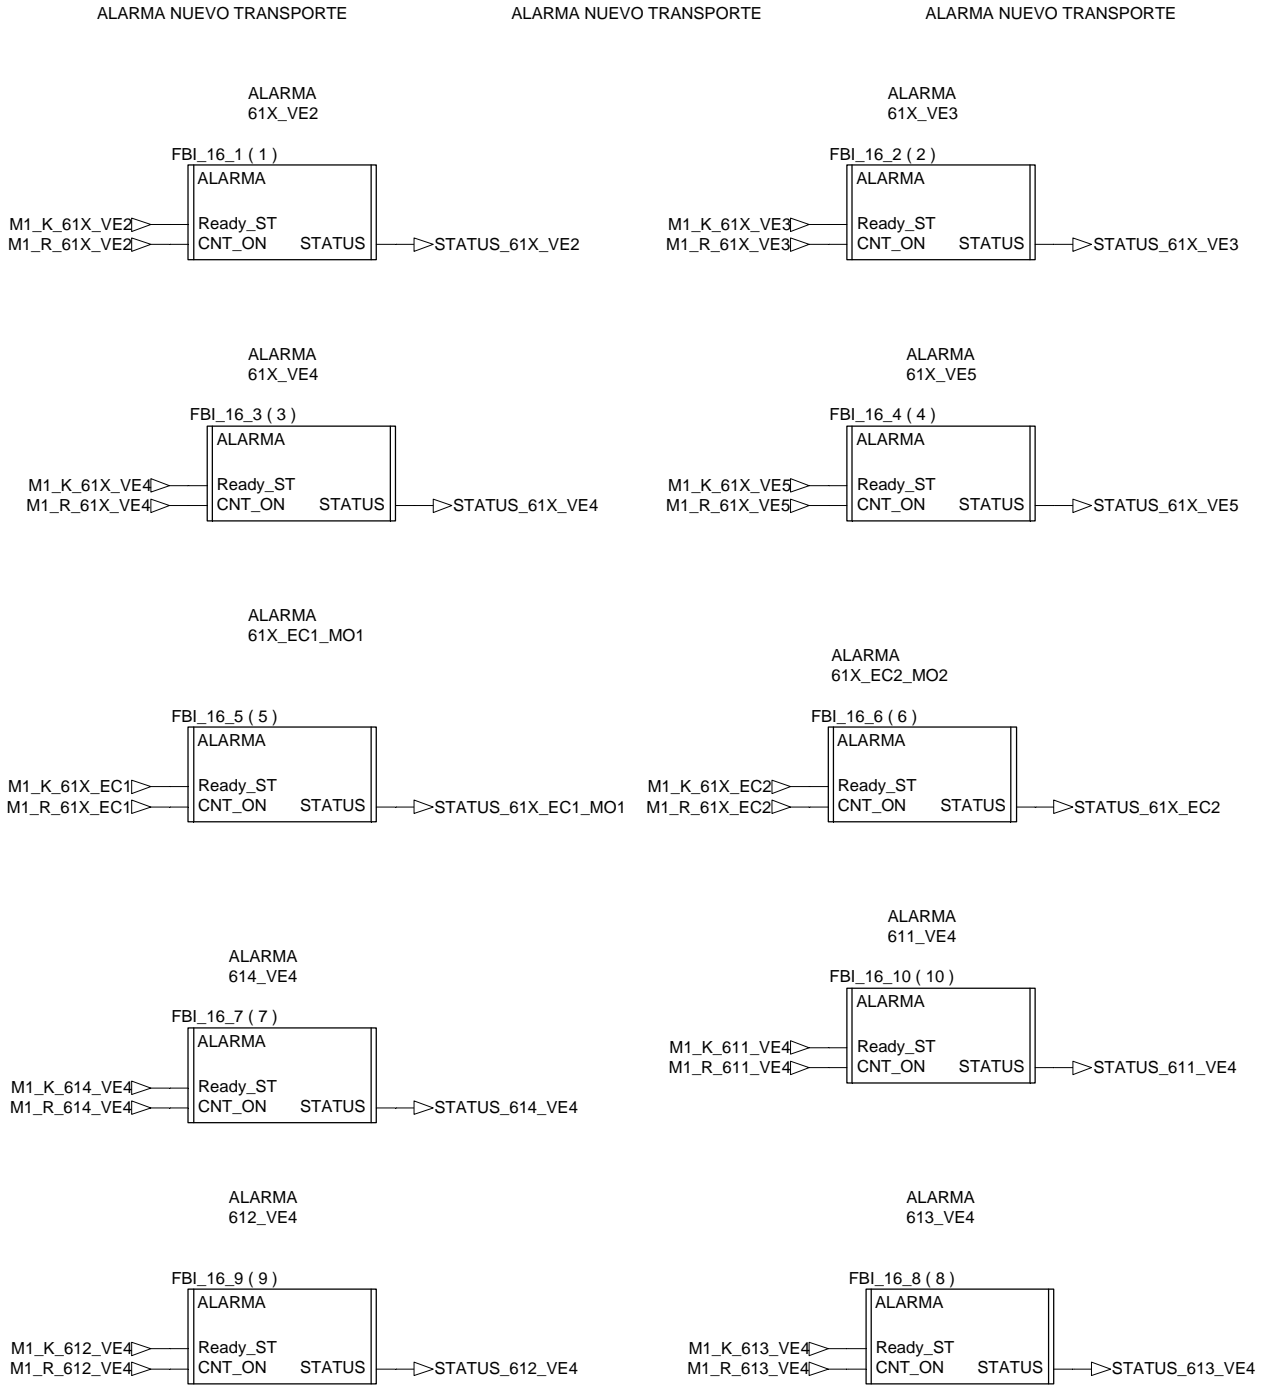 ALARMA NUEVO TRANSPORTE
ALARMA NUEVO TRANSPORTE
ALARMA NUEVO TRANSPORTE
ALARMA
61X_VE2
FBI_16_1 ( 1 )
ALARMA
M1_K_61X_VE2
Ready_ST
M1_R_61X_VE2
CNT_ON
STATUS
STATUS_61X_VE2
ALARMA
61X_VE3
FBI_16_2 ( 2 )
ALARMA
M1_K_61X_VE3
Ready_ST
M1_R_61X_VE3
CNT_ON
STATUS
STATUS_61X_VE3
ALARMA
61X_VE4
FBI_16_3 ( 3 )
ALARMA
M1_K_61X_VE4
Ready_ST
M1_R_61X_VE4
CNT_ON
STATUS
STATUS_61X_VE4
ALARMA
61X_VE5
FBI_16_4 ( 4 )
ALARMA
M1_K_61X_VE5
Ready_ST
M1_R_61X_VE5
CNT_ON
STATUS
STATUS_61X_VE5
ALARMA
61X_EC1_MO1
FBI_16_5 ( 5 )
ALARMA
M1_K_61X_EC1
Ready_ST
M1_R_61X_EC1
CNT_ON
STATUS
STATUS_61X_EC1_MO1
ALARMA
61X_EC2_MO2
FBI_16_6 ( 6 )
ALARMA
M1_K_61X_EC2
Ready_ST
M1_R_61X_EC2
CNT_ON
STATUS
STATUS_61X_EC2
ALARMA
614_VE4
FBI_16_7 ( 7 )
ALARMA
M1_K_614_VE4
Ready_ST
M1_R_614_VE4
CNT_ON
STATUS
STATUS_614_VE4
ALARMA
611_VE4
FBI_16_10 ( 10 )
ALARMA
M1_K_611_VE4
Ready_ST
M1_R_611_VE4
CNT_ON
STATUS
STATUS_611_VE4
ALARMA
612_VE4
FBI_16_9 ( 9 )
ALARMA
M1_K_612_VE4
Ready_ST
M1_R_612_VE4
CNT_ON
STATUS
STATUS_612_VE4
ALARMA
613_VE4
FBI_16_8 ( 8 )
ALARMA
M1_K_613_VE4
Ready_ST
M1_R_613_VE4
CNT_ON
STATUS
STATUS_613_VE4